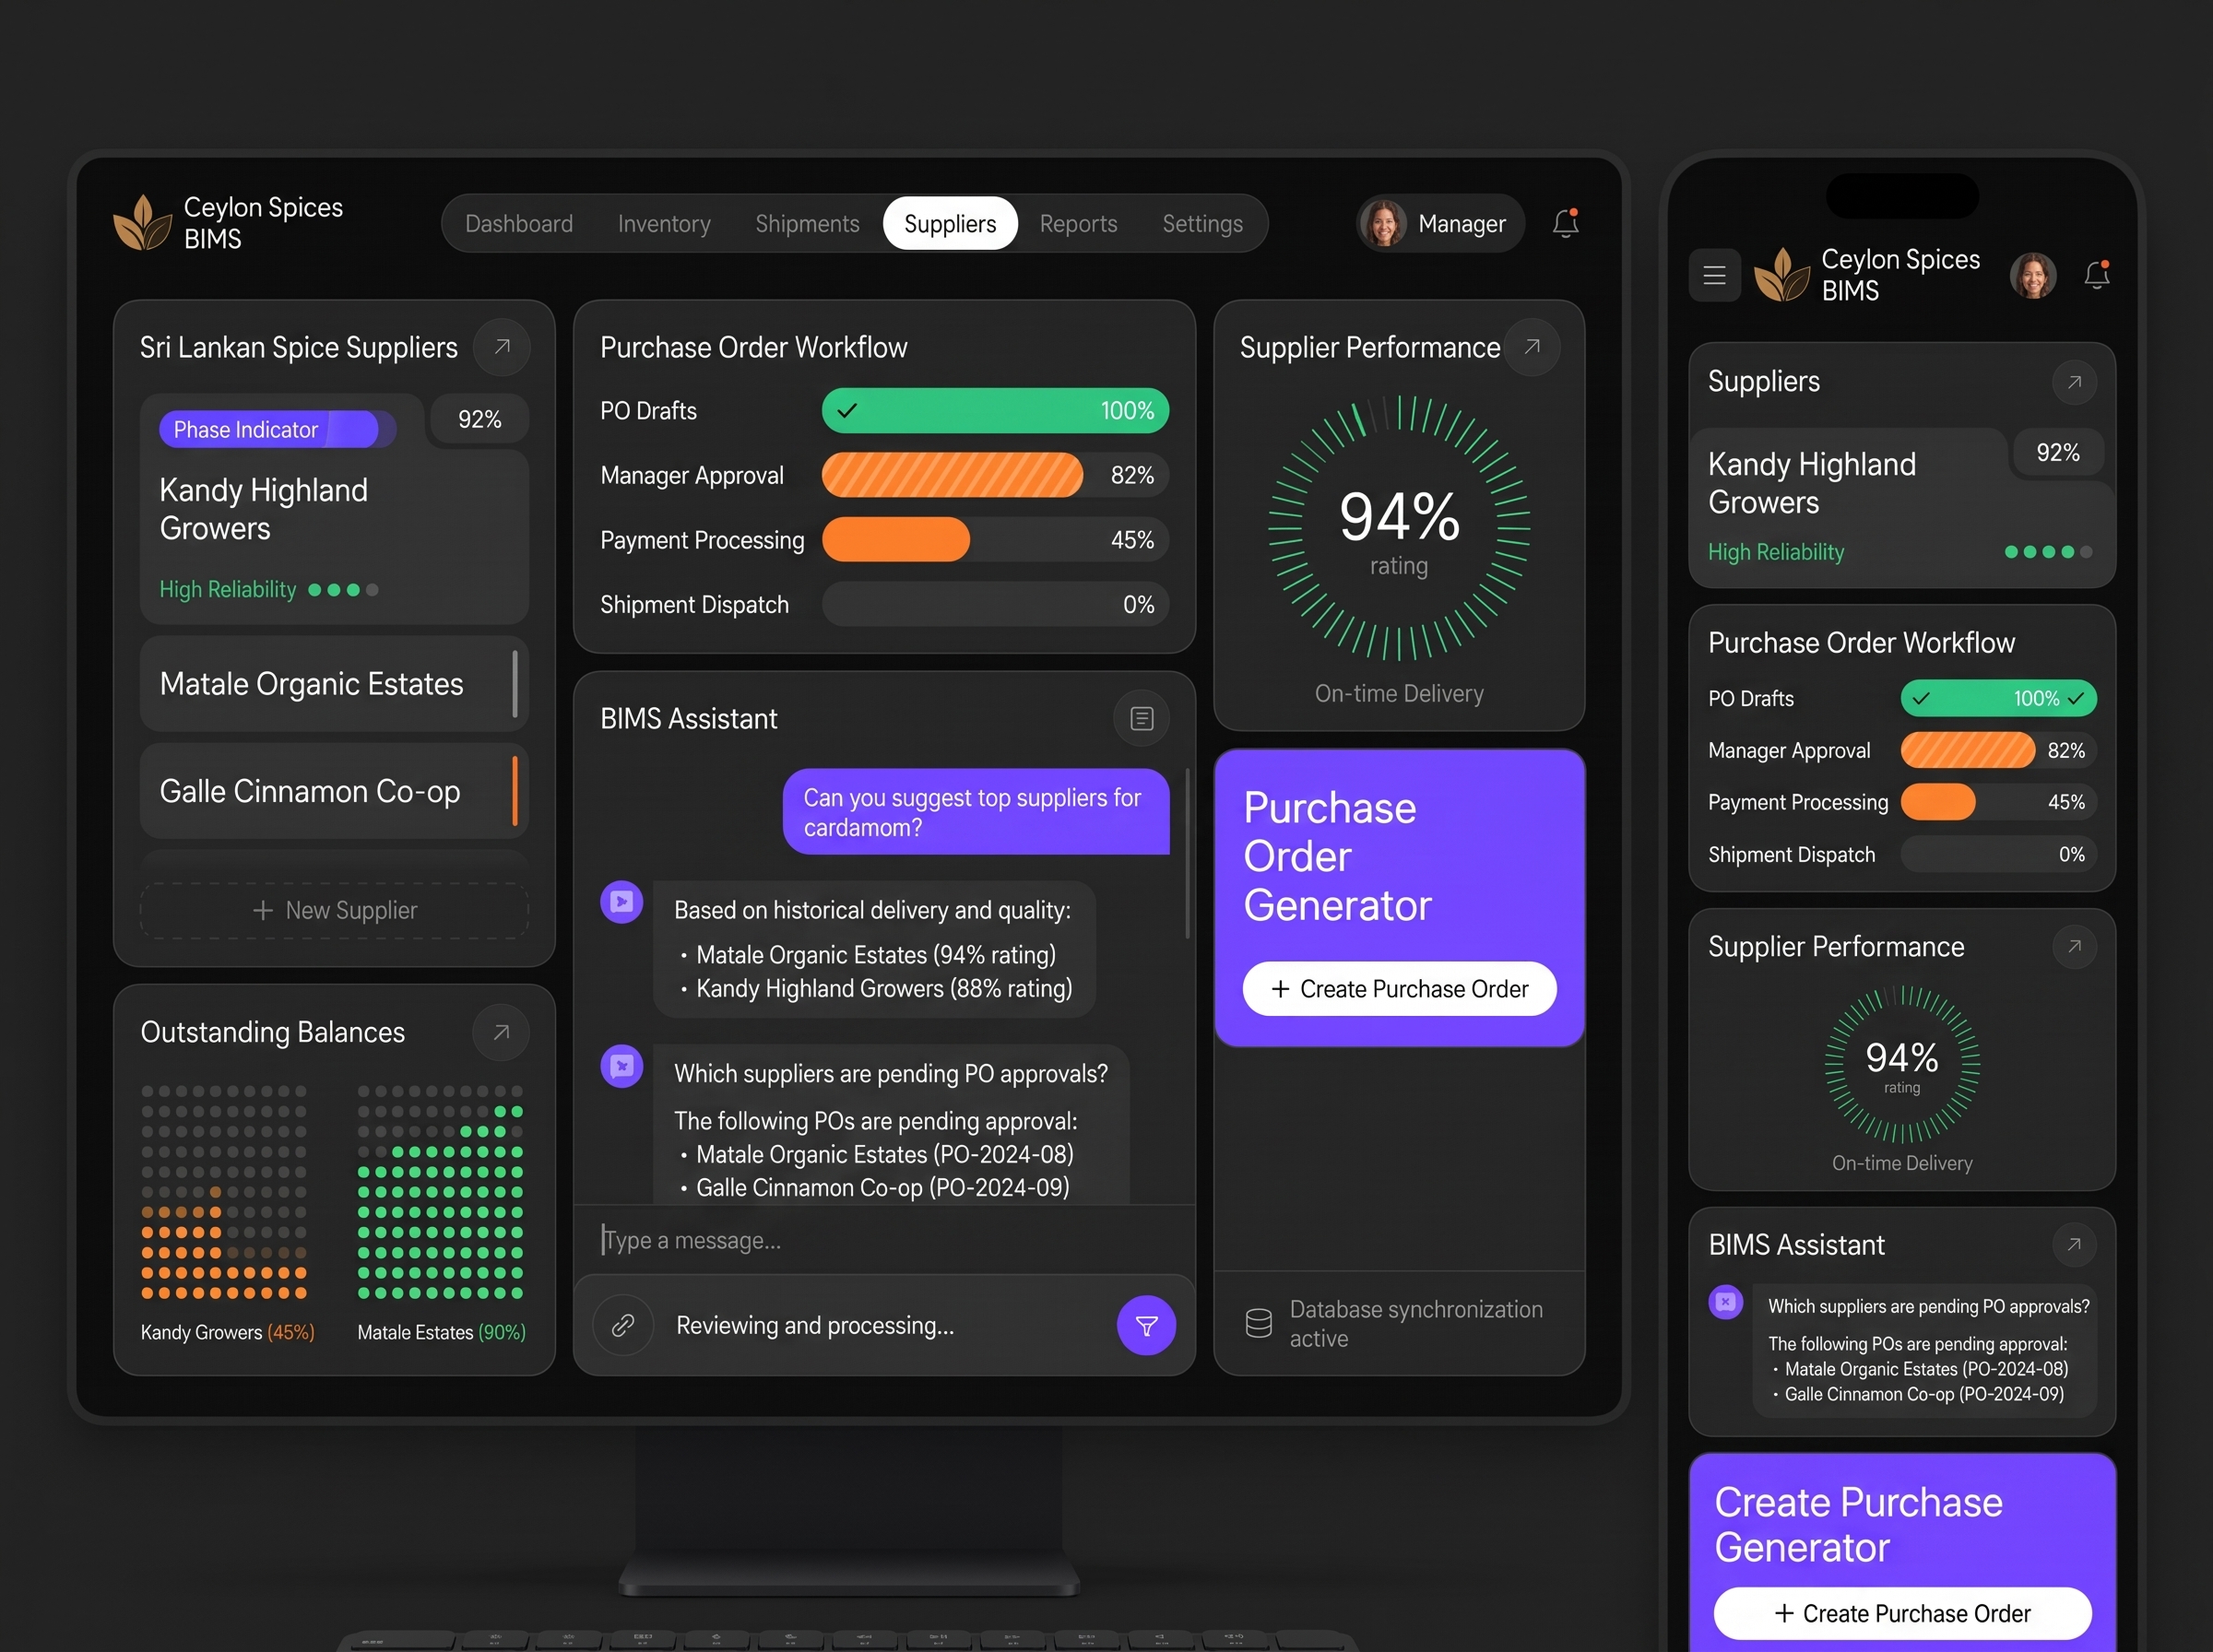 Ceylon Spices
BIMS
Dashboard
Inventory
Shipments
Suppliers
Reports
Settings
Manager
Sri Lankan Spice Suppliers
Phase Indicator
92%
Kandy Highland
Growers
High Reliability
Matale Organic Estates
Galle Cinnamon Co-op
+ New Supplier
Outstanding Balances
Kandy Growers (45%)
Matale Estates (90%)
Purchase Order Workflow
PO Drafts
100%
Manager Approval
82%
Payment Processing
45%
Shipment Dispatch
0%
BIMS Assistant
Can you suggest top suppliers for
cardamom?
Based on historical delivery and quality:
• Matale Organic Estates (94% rating)
• Kandy Highland Growers (88% rating)
Which suppliers are pending PO approvals?
The following POs are pending approval:
• Matale Organic Estates (PO-2024-08)
• Galle Cinnamon Co-op (PO-2024-09)
Type a message...
Reviewing and processing...
Supplier Performance
94%
rating
On-time Delivery
Purchase
Order
Generator
+ Create Purchase Order
Database synchronization
active
Ceylon Spices
BIMS
Suppliers
Kandy Highland
Growers
92%
High Reliability
Purchase Order Workflow
PO Drafts
100%
Manager Approval
82%
Payment Processing
45%
Shipment Dispatch
0%
Supplier Performance
94%
rating
On-time Delivery
BIMS Assistant
Which suppliers are pending PO approvals?
The following POs are pending approval:
• Matale Organic Estates (PO-2024-08)
• Galle Cinnamon Co-op (PO-2024-09)
Create Purchase
Generator
+ Create Purchase Order